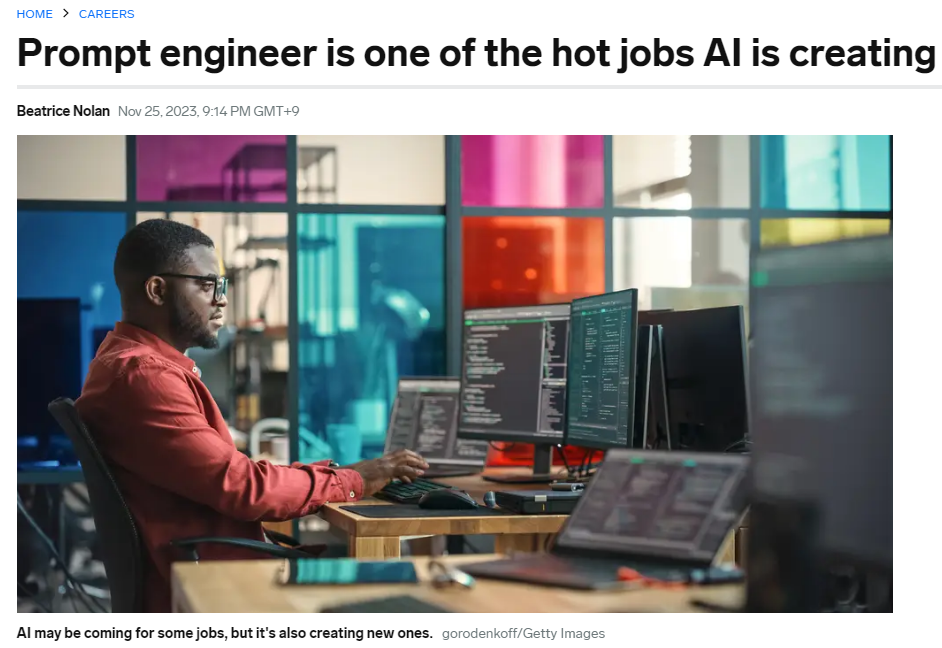 HOME > CAREERS
Prompt engineer is one of the hot jobs AI is creating
Beatrice Nolan Nov 25, 2023, 9:14 PM GMT+9
AI may be coming for some jobs, but it's also creating new ones. gorodenkoff/Getty Images